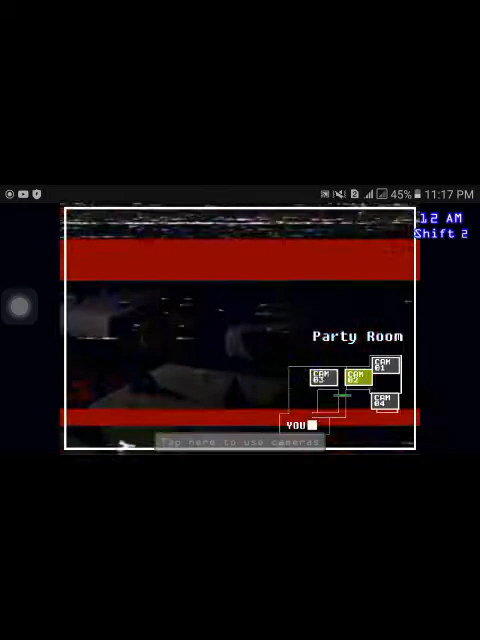 45% 11:17 PM
12 AM
Shift 2
Party Room
CAM
01
CAM
03
CAM
02
CAM
04
YOU
Tap here to use cameras